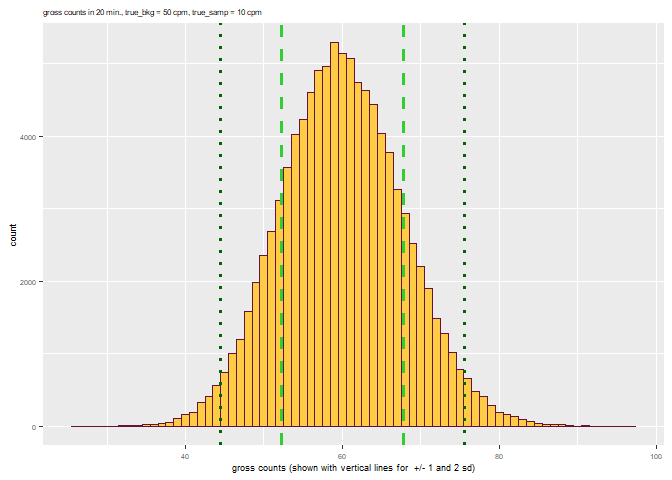 gross counts in 20 min., true_bkg = 50 cpm, true_samp = 10 cpm
4000
2000
0
count
40
60
80
100
gross counts (shown with vertical lines for +/- 1 and 2 sd)